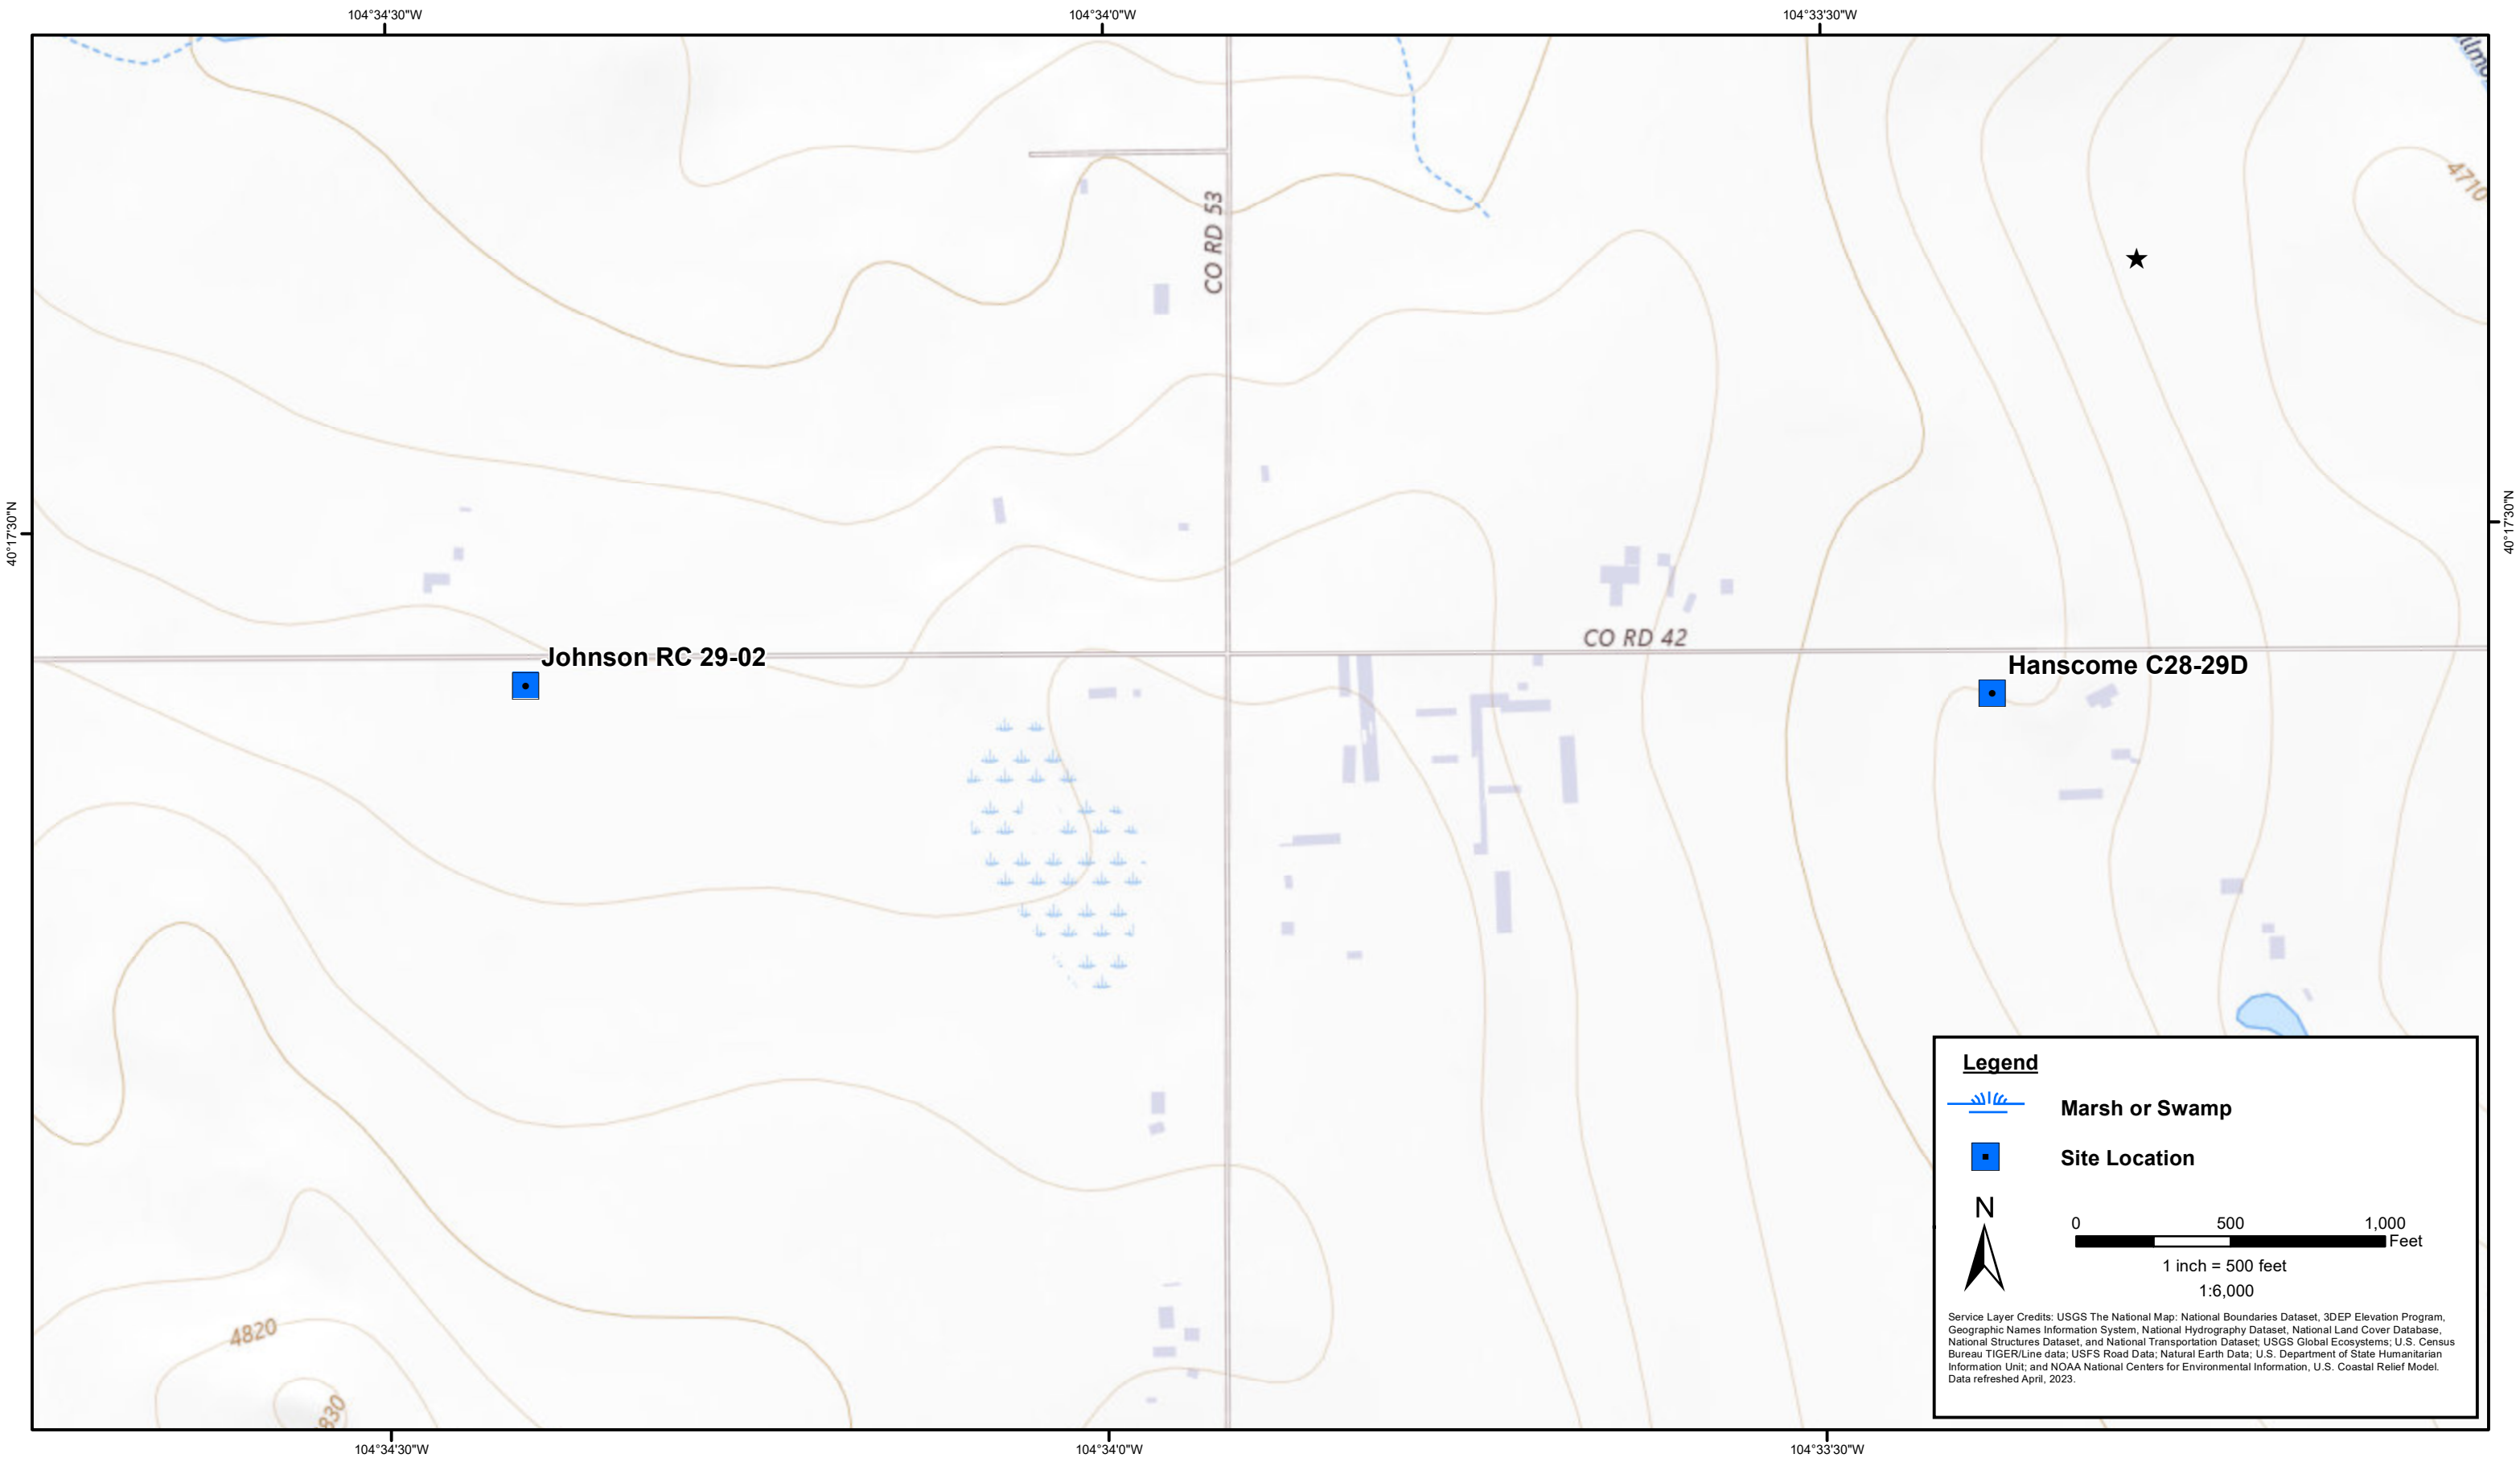 104°34'30"W
104°34'0"W
104°33'30"W
4710
CO RD 53
40°17'30"N
40°17'30"N
CO RD 42
Johnson RC 29-02
Hanscome C28-29D
Legend
Marsh or Swamp
Site Location
N
0 500 1,000
Feet
1 inch = 500 feet
1:6,000
Service Layer Credits: USGS The National Map: National Boundaries Dataset, 3DEP Elevation Program,
Geographic Names Information System, National Hydrography Dataset, National Land Cover Database,
National Structures Dataset, and National Transportation Dataset; USGS Global Ecosystems; U.S. Census
Bureau TIGER/Line data; USFS Road Data; Natural Earth Data; U.S. Department of State Humanitarian
Information Unit; and NOAA National Centers for Environmental Information, U.S. Coastal Relief Model.
Data refreshed April, 2023.
4820
830
104°34'30"W
104°34'0"W
104°33'30"W